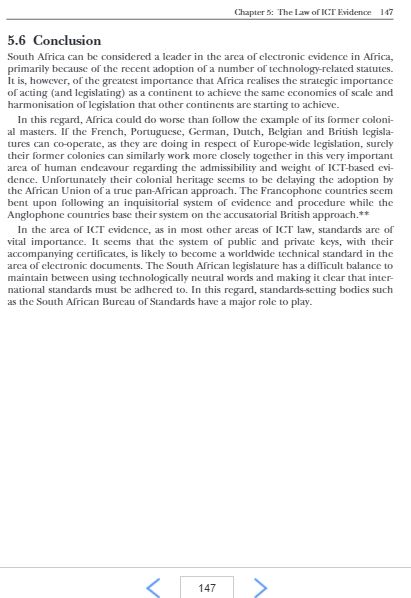 Chapter 5: The Law of ICT Evidence 147
5.6 Conclusion
South Africa can be considered a leader in the area of electronic evidence in Africa,
primarily because of the recent adoption of a number of technology-related statutes.
It is, however, of the greatest importance that Africa realises the strategic importance
of acting (and legislating) as a continent to achieve the same economies of scale and
harmonisation of legislation that other continents are starting to achieve.
In this regard, Africa could do worse than follow the example of its former coloni-
al masters. If the French, Portuguese, German, Dutch, Belgian and British legisla-
tures can co-operate, as they are doing in respect of Europe-wide legislation, surely
their former colonies can similarly work more closely together in this very important
area of human endeavour regarding the admissibility and weight of ICT-based evi-
dence. Unfortunately their colonial heritage seems to be delaying the adoption by
the African Union of a true pan-African approach. The Francophone countries seem
bent upon following an inquisitorial system of evidence and procedure while the
Anglophone countries base their system on the accusatorial British approach.**
In the area of ICT evidence, as in most other areas of ICT law, standards are of
vital importance. It seems that the system of public and private keys, with their
accompanying certificates, is likely to become a worldwide technical standard in the
area of electronic documents. The South African legislature has a difficult balance to
maintain between using technologically neutral words and making it clear that inter-
national standards must be adhered to. In this regard, standards-setting bodies such
as the South African Bureau of Standards have a major role to play.
147